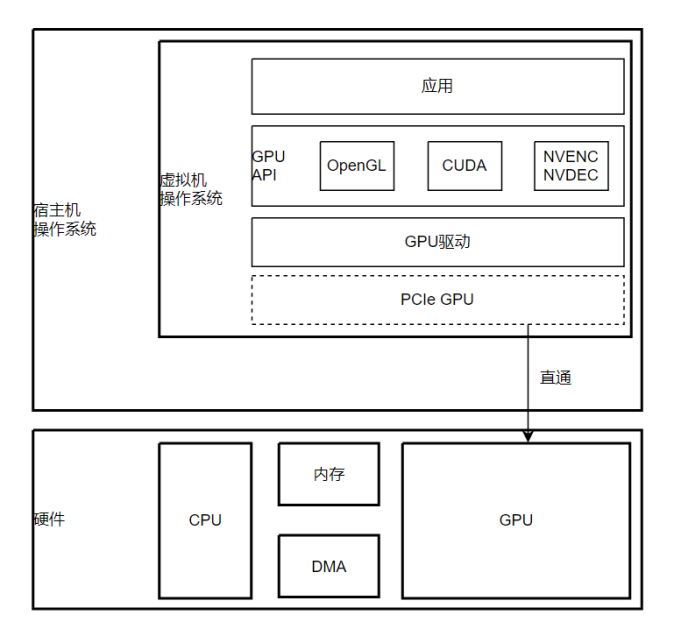 应用
GPU
API
OpenGL
CUDA
NVENC
NVDEC
虚拟机
操作系统
宿主机
操作系统
GPU驱动
PCIe GPU
直通
内存
硬件
CPU
GPU
DMA